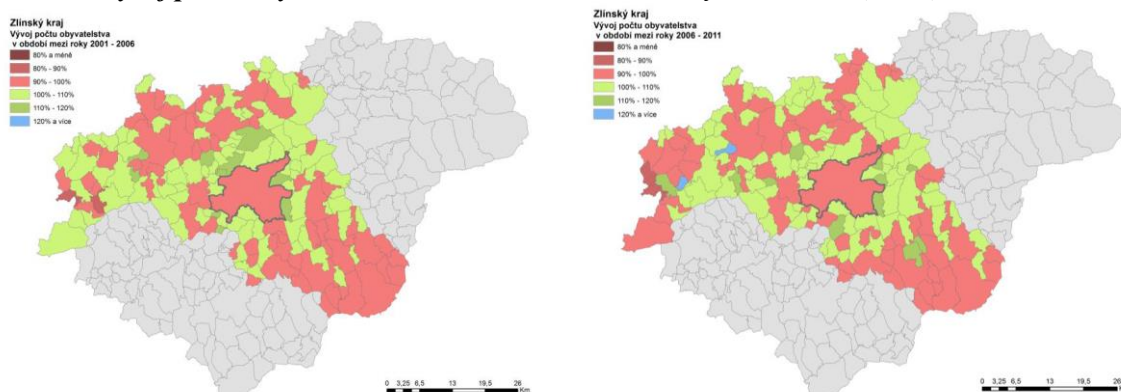 Zlínský kraj
Vývoj počtu obyvatelstva
v období mezi roky 2001 - 2006
80% a méně
80% - 90%
90% - 100%
100% - 110%
110% - 120%
120% a více
0 3,25 6,5 13 19,5 26
Km
Zlínský kraj
Vývoj počtu obyvatelstva
v období mezi roky 2006 - 2011
80% a méně
80% - 90%
90% - 100%
100% - 110%
110% - 120%
120% a více
0 3,25 6,5 13 19,5 26
Km